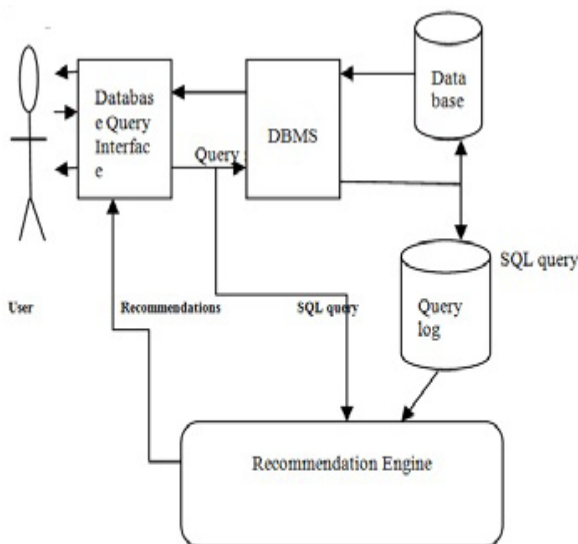 Data
base
Databas
e Query
Interfac
e
DBMS
Query
SQL query
Query
log
User
Recommendations
SQL query
Recommendation Engine